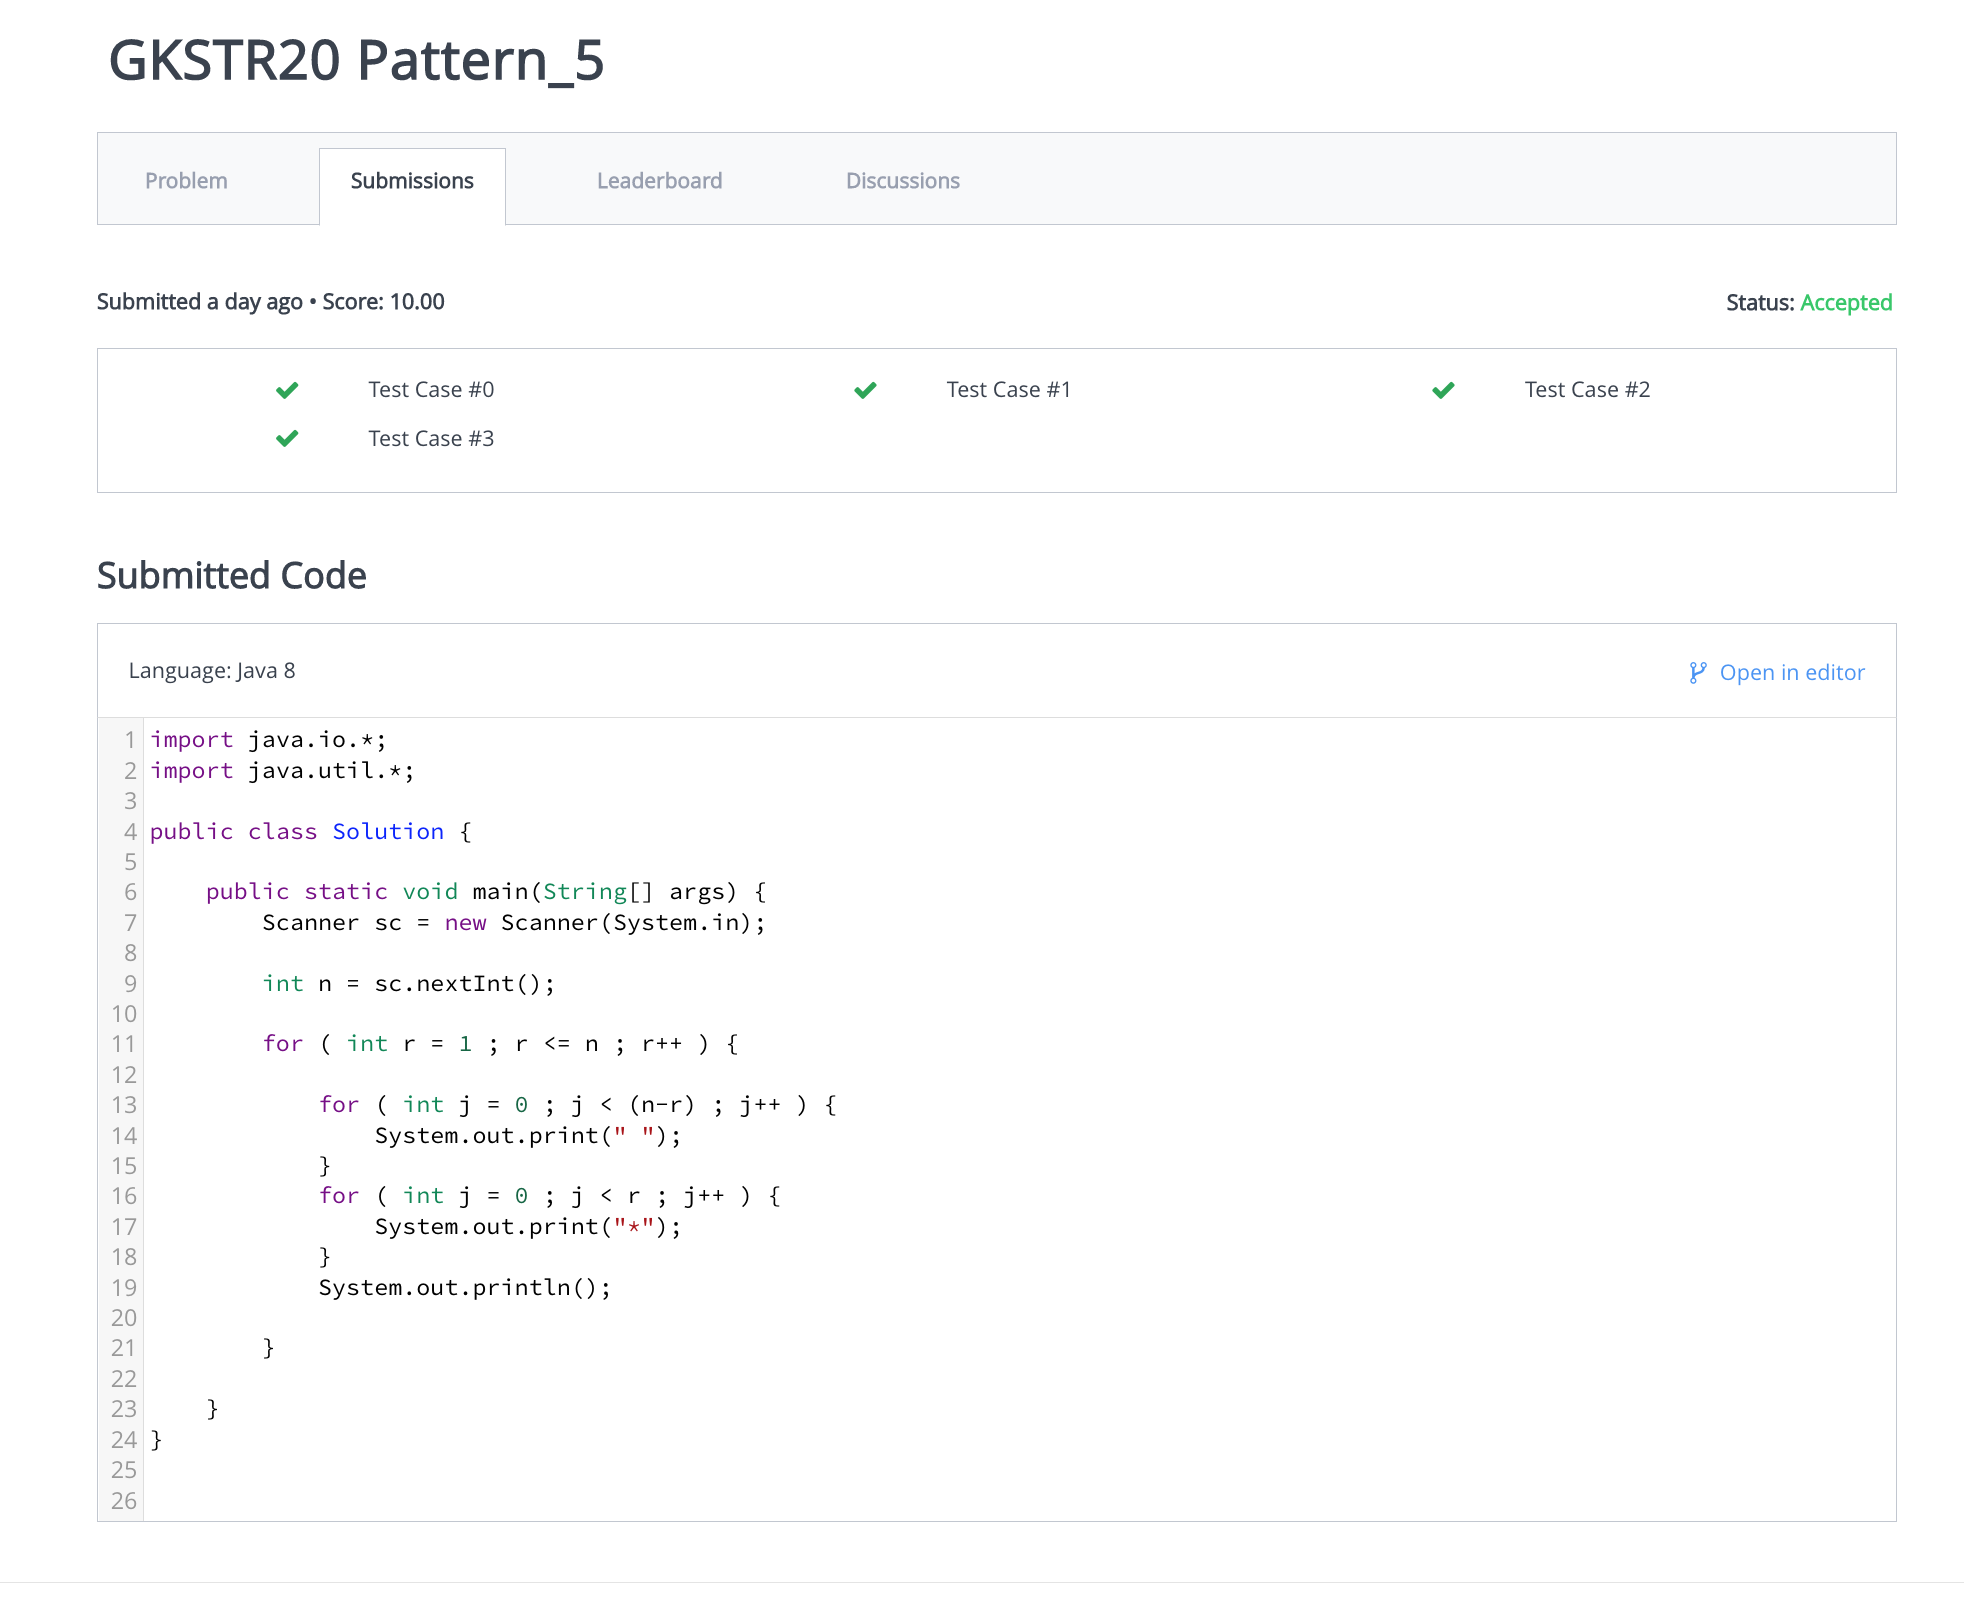 GKSTR20 Pattern_5
Problem Submissions Leaderboard Discussions
Submitted a day ago • Score: 10.00 Status: Accepted
Test Case #0 Test Case #1 Test Case #2
Test Case #3
Submitted Code
Language: Java 8 Open in editor
1 import java.io.*;
2 import java.util.*;
3
4 public class Solution {
5
6     public static void main(String[] args) {
7         Scanner sc = new Scanner(System.in);
8
9         int n = sc.nextInt();
10
11         for ( int r = 1 ; r <= n ; r++ ) {
12
13             for ( int j = 0 ; j < (n-r) ; j++ ) {
14                 System.out.print(" ");
15             }
16             for ( int j = 0 ; j < r ; j++ ) {
17                 System.out.print("*");
18             }
19             System.out.println();
20
21         }
22
23     }
24 }
25
26